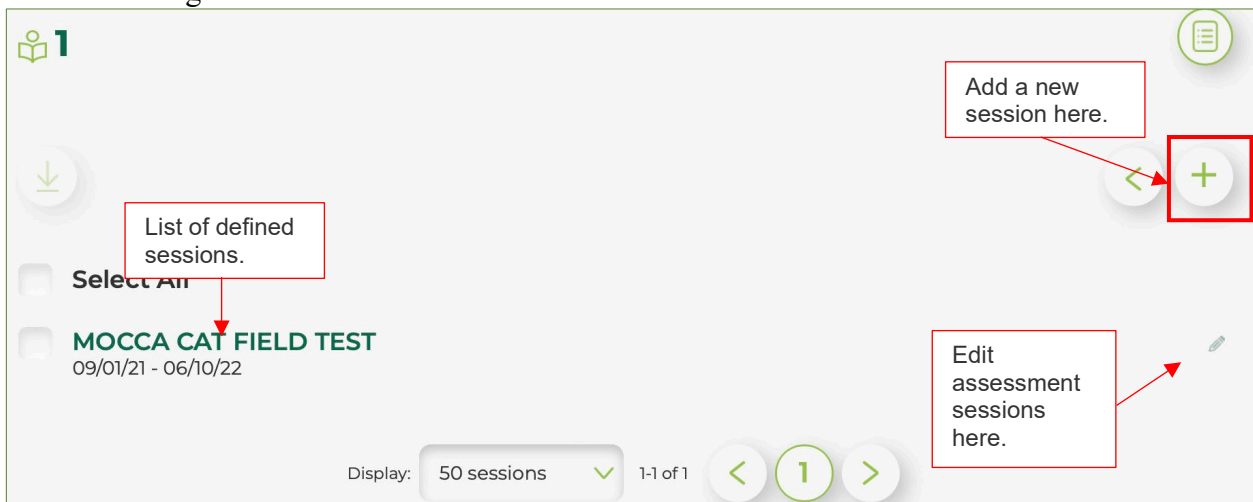 1
Add a new
session here.
List of defined
sessions.
Select All
MOCCA CAT FIELD TEST
09/01/21 - 06/10/22
Edit
assessment
sessions
here.
Display: 50 sessions 1-1 of 1 1